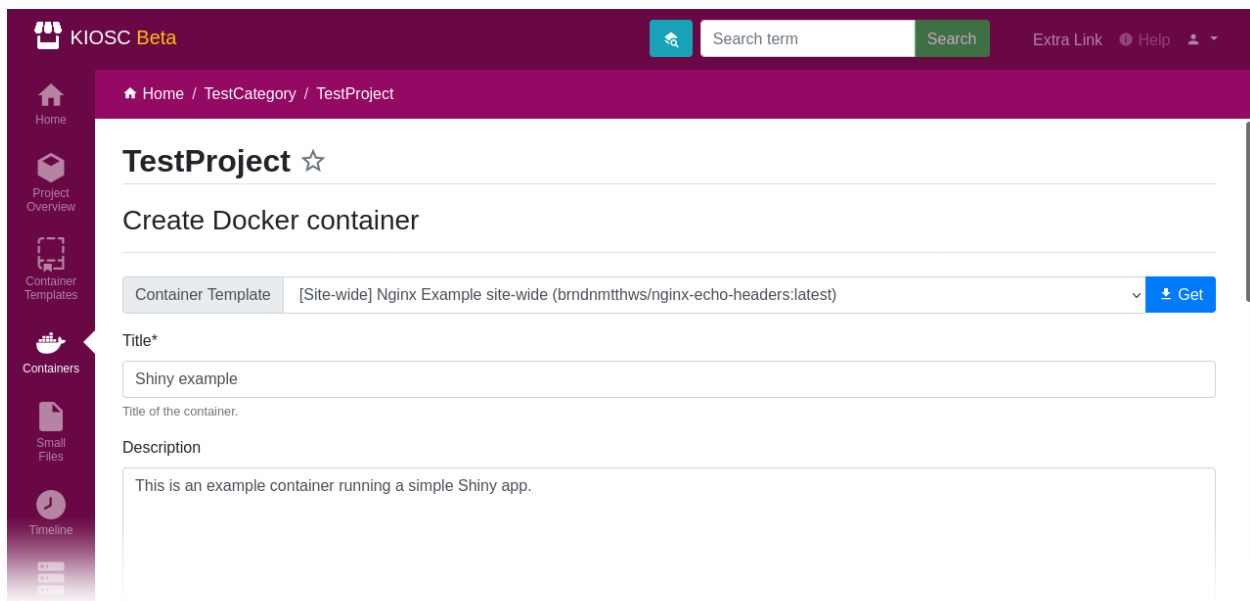 KIOSC Beta
Search term
Search
Extra Link
Help
Home
Project
Overview
Container
Templates
Containers
Small
Files
Timeline
Home / TestCategory / TestProject
TestProject
Create Docker container
Container Template
[Site-wide] Nginx Example site-wide (brndnmtthws/nginx-echo-headers:latest)
Get
Title*
Shiny example
Title of the container.
Description
This is an example container running a simple Shiny app.